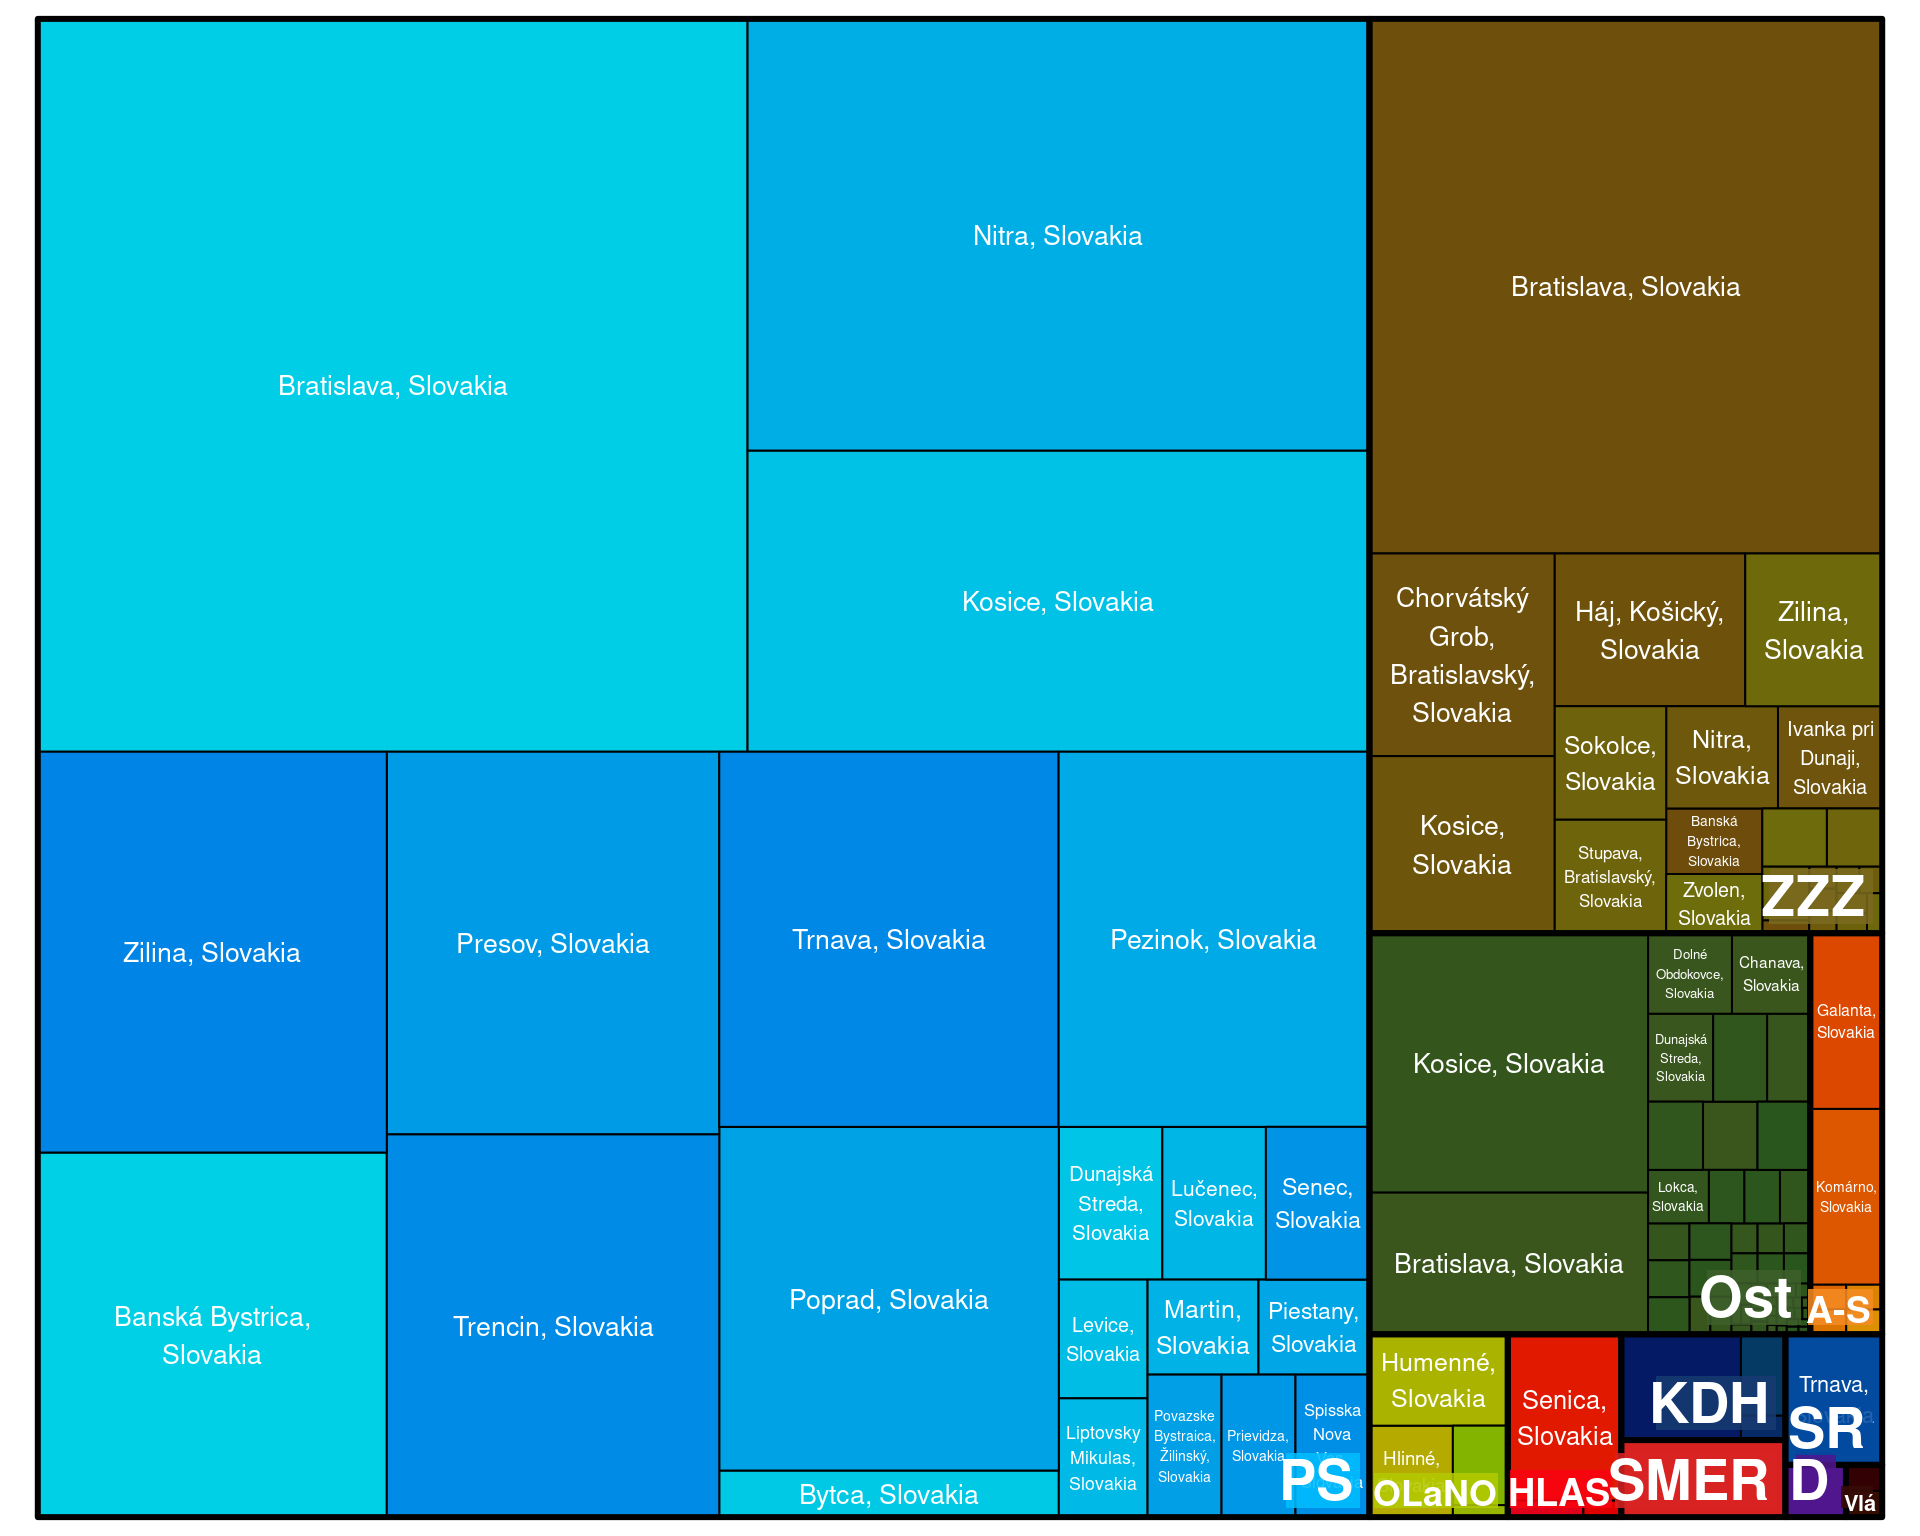 Bratislava, Slovakia
Nitra, Slovakia
Kosice, Slovakia
Zilina, Slovakia
Presov, Slovakia
Trnava, Slovakia
Pezinok, Slovakia
Banská Bystrica,
Slovakia
Trencin, Slovakia
Poprad, Slovakia
Bytca, Slovakia
Dunajská
Streda,
Slovakia
Lučenec,
Slovakia
Senec,
Slovakia
Levice,
Slovakia
Martin,
Slovakia
Piestany,
Slovakia
Liptovsky
Mikulas,
Slovakia
Povazske
Bystraica,
Žilinský,
Slovakia
Prievidza,
Slovakia
Spisska
Nova
PS
Bratislava, Slovakia
Chorvátský
Grob,
Bratislavský,
Slovakia
Háj, Košický,
Slovakia
Zilina,
Slovakia
Kosice,
Slovakia
Sokolce,
Slovakia
Nitra,
Slovakia
Ivanka pri
Dunaji,
Slovakia
Stupava,
Bratislavský,
Slovakia
Banská
Bystrica,
Slovakia
Zvolen,
Slovakia
ZZZ
Kosice, Slovakia
Bratislava, Slovakia
Dolné
Obdokovce,
Slovakia
Chanava,
Slovakia
Dunajská
Streda,
Slovakia
Lokca,
Slovakia
Ost
Galanta,
Slovakia
Komárno,
Slovakia
A-S
Humenné,
Slovakia
Hlinné,
OLaNO
Senica,
Slovakia
HLAS
KDH
SMER
Trnava,
SR
D
Vlá